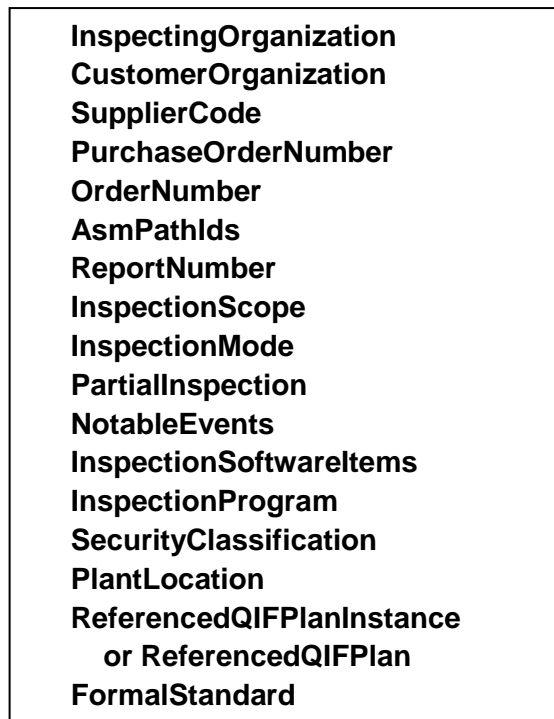 InspectingOrganization
CustomerOrganization
SupplierCode
PurchaseOrderNumber
OrderNumber
AsmPathIds
ReportNumber
InspectionScope
InspectionMode
PartialInspection
NotableEvents
InspectionSoftwareItems
InspectionProgram
SecurityClassification
PlantLocation
ReferencedQIFPlanInstance
or ReferencedQIFPlan
FormalStandard